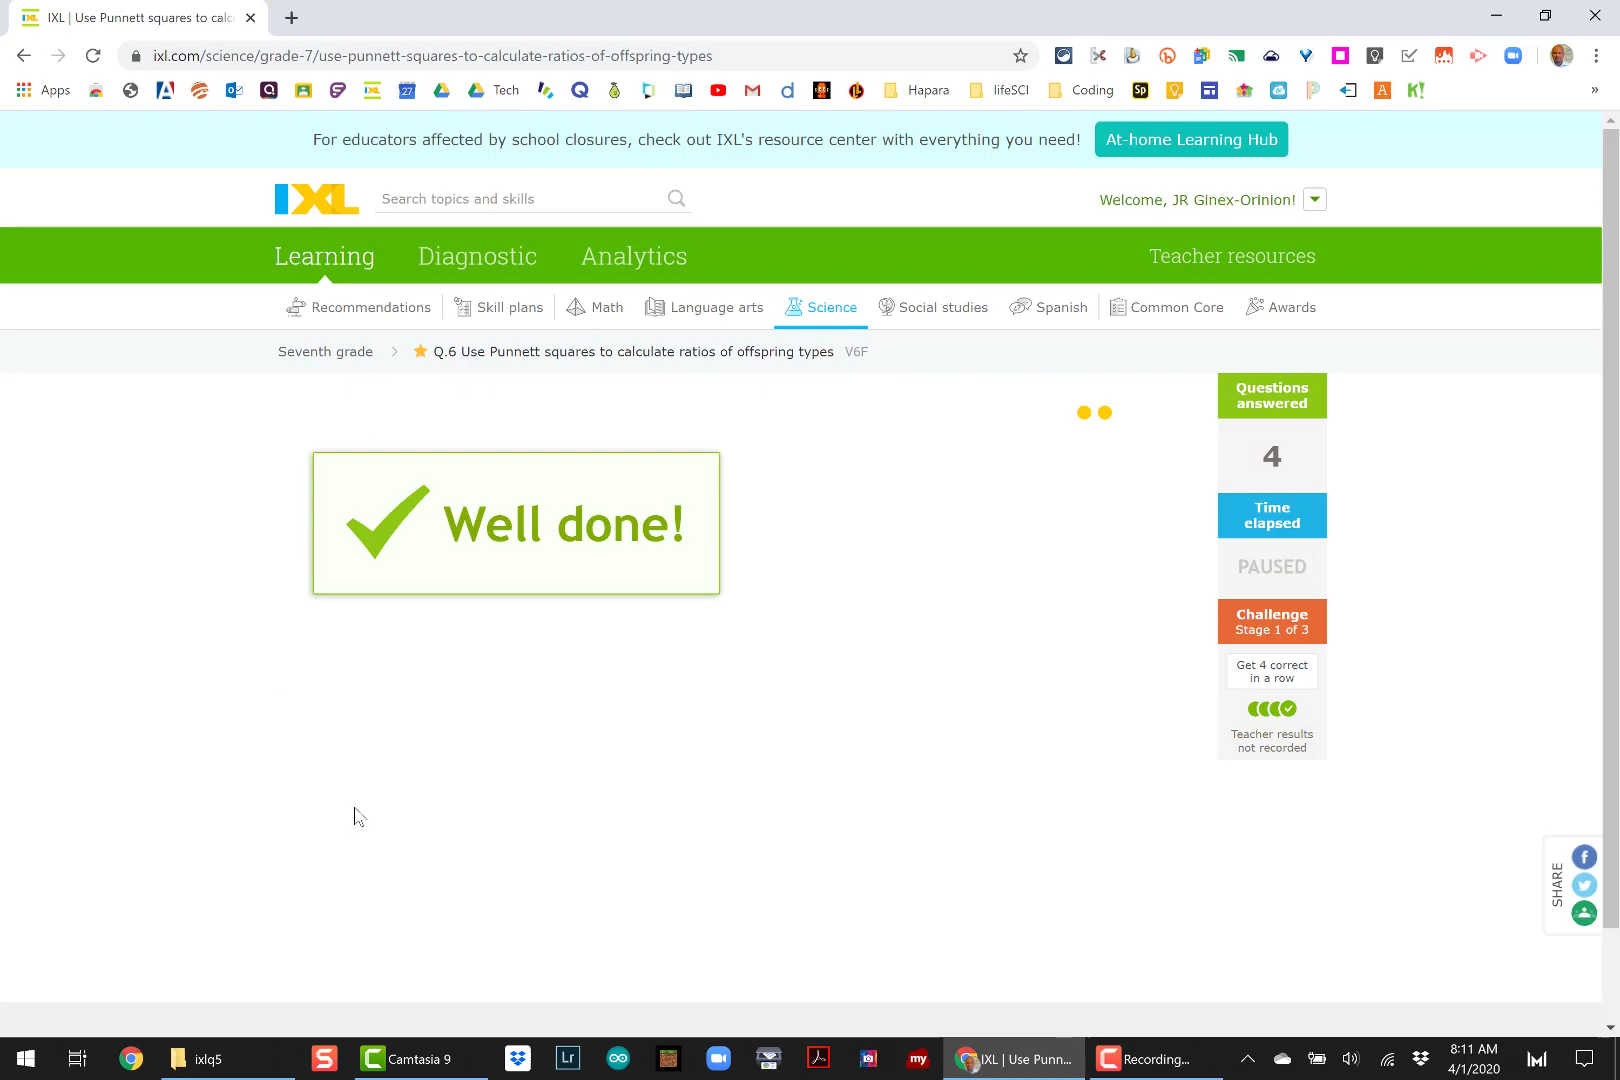 IXL | Use Punnett squares to calc
ixl.com/science/grade-7/use-punnett-squares-to-calculate-ratios-of-offspring-types
Apps
27
Tech
Hapara
lifeSCI
Coding
Sp
A
K!
»
For educators affected by school closures, check out IXL's resource center with everything you need!
At-home Learning Hub
IXL
Search topics and skills
Welcome, JR Ginex-Orinion!
Learning
Diagnostic
Analytics
Teacher resources
Recommendations
Skill plans
Math
Language arts
Science
Social studies
Spanish
Common Core
Awards
Seventh grade
Q.6 Use Punnett squares to calculate ratios of offspring types V6F
Questions
answered
4
Time
elapsed
PAUSED
Challenge
Stage 1 of 3
Get 4 correct
in a row
Teacher results
not recorded
Well done!
SHARE
ixlq5
S
C
Camtasia 9
Lr
my
IXL | Use Punn...
C
Recording...
8:11 AM
4/1/2020